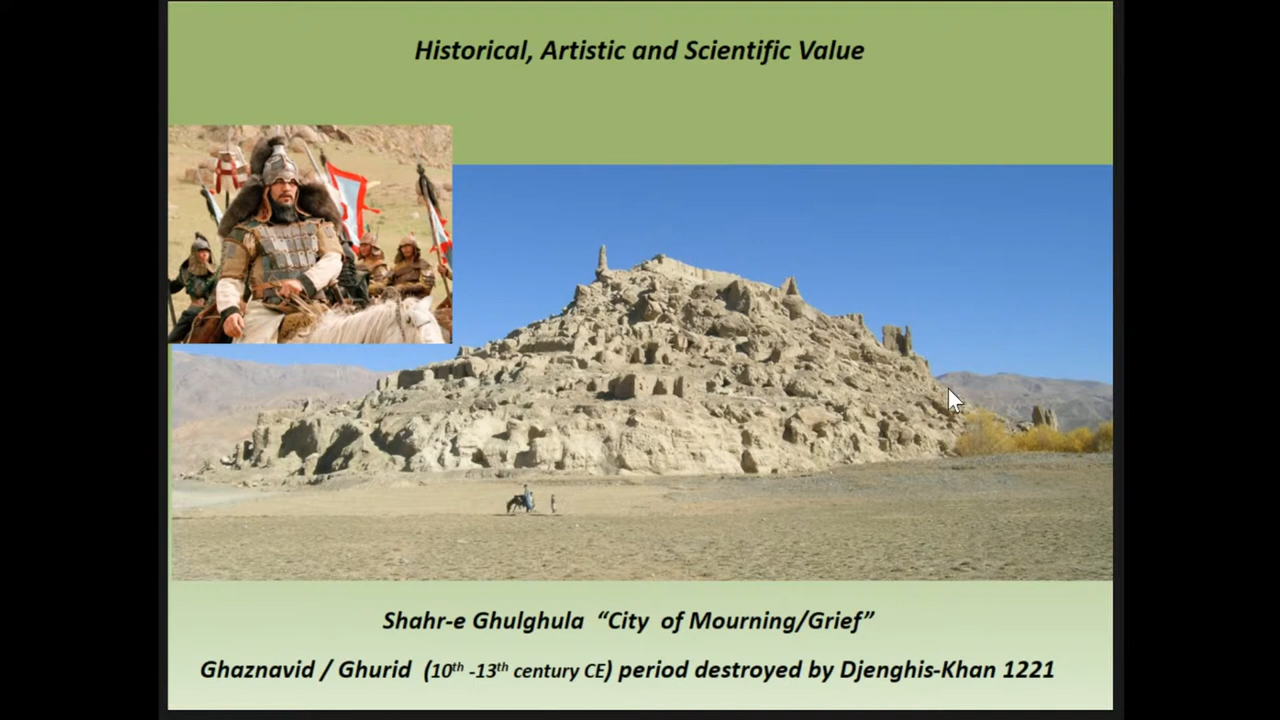 Historical, Artistic and Scientific Value
Shahr-e Ghulghula “City of Mourning/Grief”
Ghaznavid / Ghurid (10th -13th century CE) period destroyed by Djenghis-Khan 1221